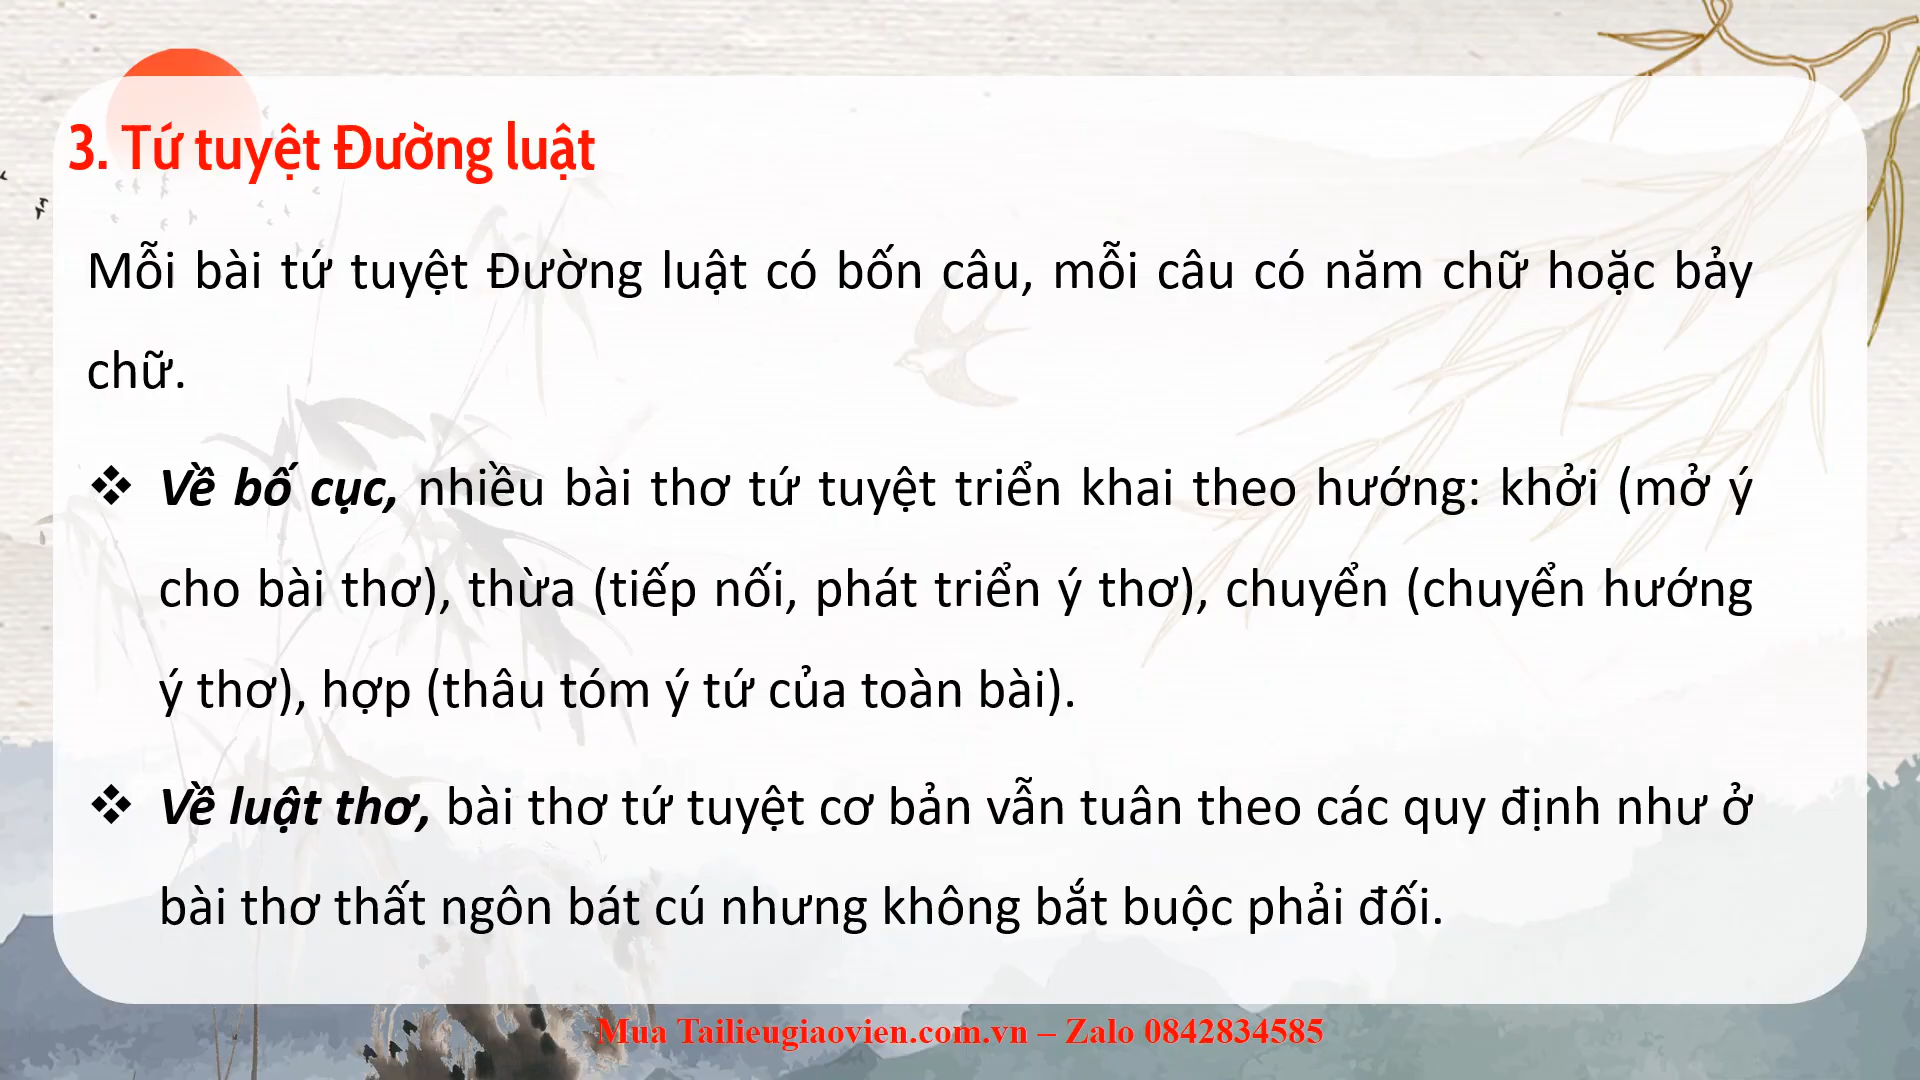 3. Tứ tuyệt Đường luật
Mỗi bài tứ tuyệt Đường luật có bốn câu, mỗi câu có năm chữ hoặc bảy
chữ.
❖ Về bố cục, nhiều bài thơ tứ tuyệt triển khai theo hướng: khởi (mở ý
cho bài thơ), thừa (tiếp nối, phát triển ý thơ), chuyển (chuyển hướng
ý thơ), hợp (thâu tóm ý tứ của toàn bài).
❖ Về luật thơ, bài thơ tứ tuyệt cơ bản vẫn tuân theo các quy định như ở
bài thơ thất ngôn bát cú nhưng không bắt buộc phải đối.
Mua Tailieugiaovien.com.vn – Zalo 0842834585